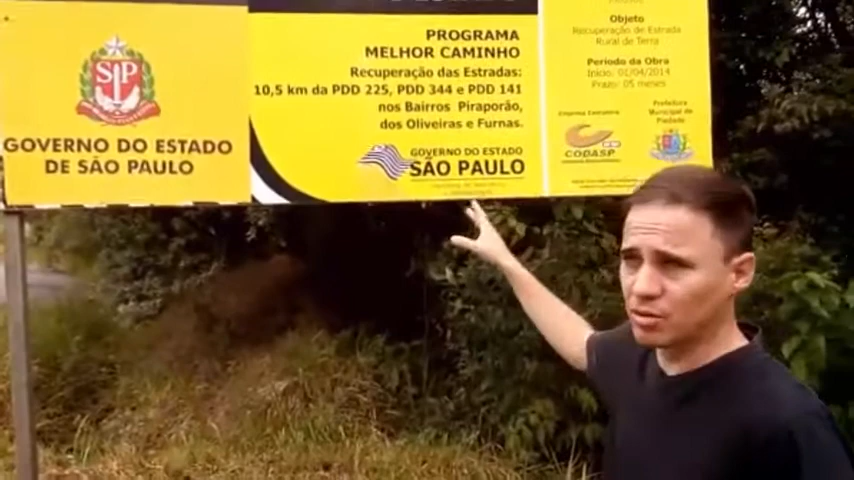 SP
GOVERNO DO ESTADO
DE SÃO PAULO
PROGRAMA
MELHOR CAMINHO
Recuperação das Estradas:
10,5 km da PDD 225, PDD 344 e PDD 141
nos Bairros Piraporão,
dos Oliveiras e Furnas.
GOVERNO DO ESTADO
SÃO PAULO
Objeto
Recuperação de Estrada
Rural de Terra
Período da Obra
Início 01/04/2014
Prazo: 05 meses
Empresa Executora
CODASP
Prefeitura
Municipal de
Piedade